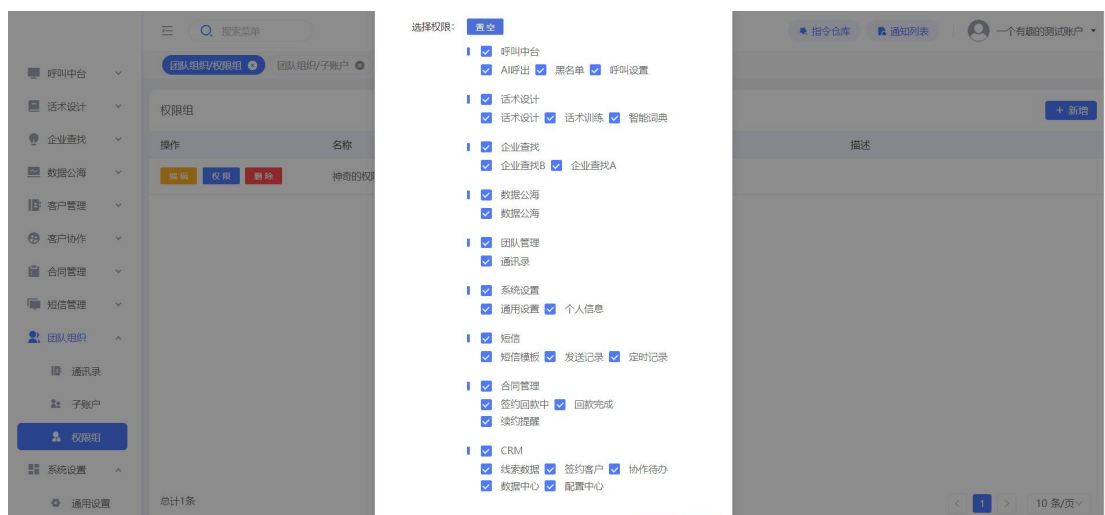 搜索菜单
指令仓库 通知列表 一个有趣的测试账户
团队组织/权限组 团队组织/子账户
呼叫中台
话术设计
企业查找
数据公海
客户管理
客户协作
合同管理
短信管理
团队组织
通讯录
子账户
权限组
系统设置
通用设置
权限组
+ 新增
操作 名称 描述
编辑 权限 删除 神奇的权限
总计1条
1 10 条/页
选择权限: 置空
呼叫中台
AI呼出 黑名单 呼叫设置
话术设计
话术设计 话术训练 智能词典
企业查找
企业查找B 企业查找A
数据公海
数据公海
团队管理
通讯录
系统设置
通用设置 个人信息
短信
短信模板 发送记录 定时记录
合同管理
签约回款中 回款完成
续约提醒
CRM
线索数据 签约客户 协作待办
数据中心 配置中心